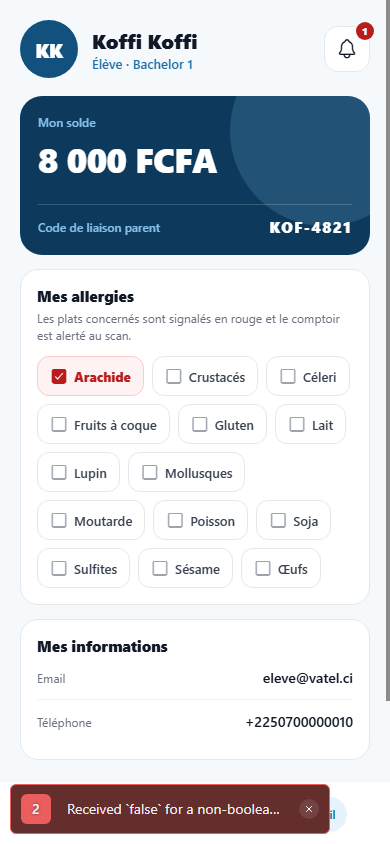 KK
Koffi Koffi
Élève · Bachelor 1
1
Mon solde
8 000 FCFA
Code de liaison parent KOF-4821
Mes allergies
Les plats concernés sont signalés en rouge et le comptoir
est alerté au scan.
Arachide Crustacés Céleri
Fruits à coque Gluten Lait
Lupin Mollusques
Moutarde Poisson Soja
Sulfites Sésame Œufs
Mes informations
Email eleve@vatel.ci
Téléphone +2250700000010
2 Received `false` for a non-boolea...